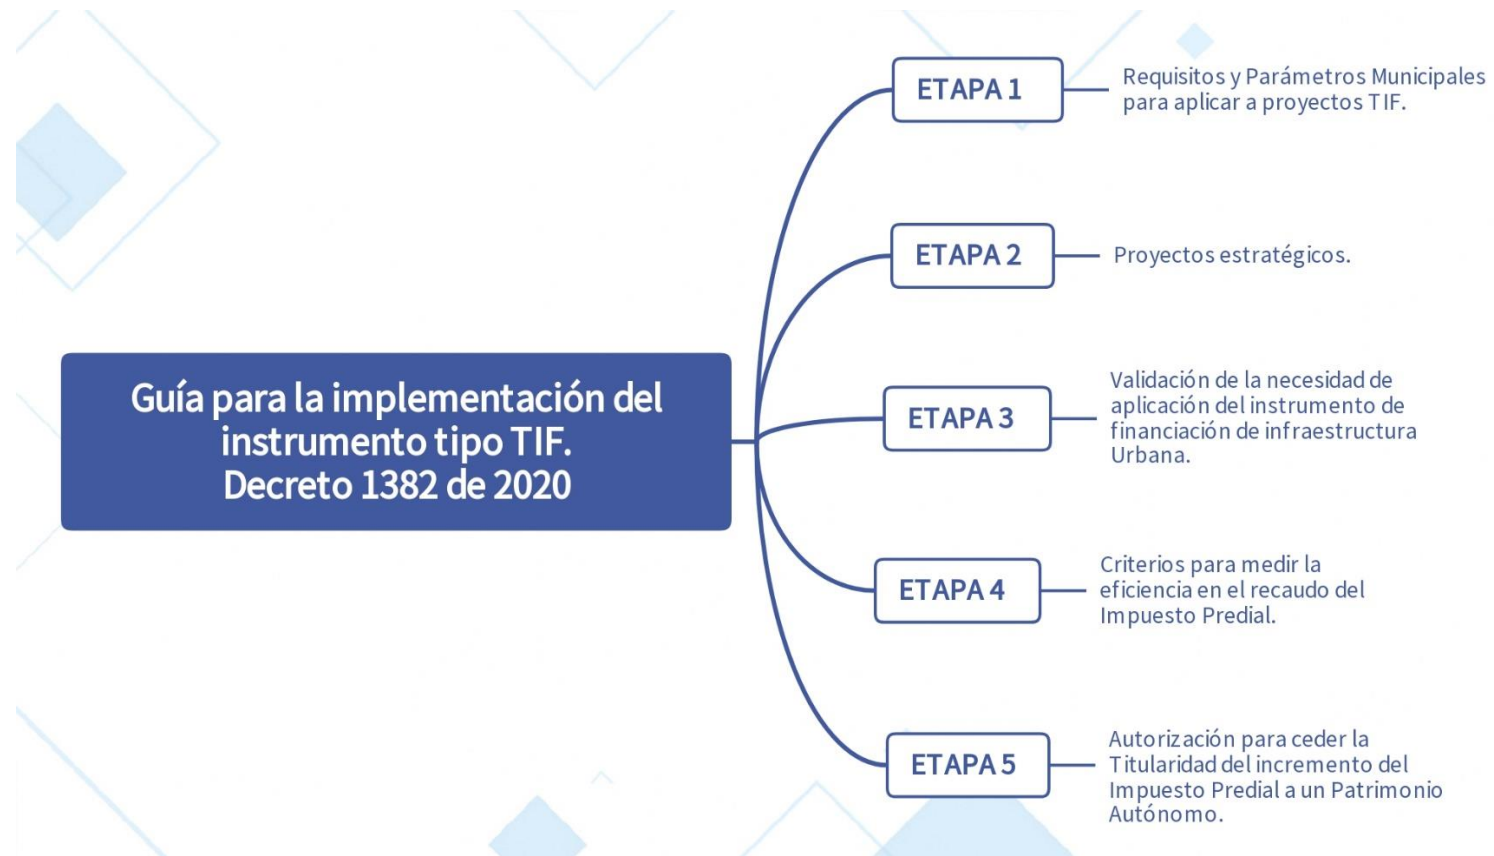 Guía para la implementación del
instrumento tipo TIF.
Decreto 1382 de 2020
ETAPA 1
Requisitos y Parámetros Municipales
para aplicar a proyectos TIF.
ETAPA 2
Proyectos estratégicos.
ETAPA 3
Validación de la necesidad de
aplicación del instrumento de
financiación de infraestructura
Urbana.
ETAPA 4
Criterios para medir la
eficiencia en el recaudo del
Impuesto Predial.
ETAPA 5
Autorización para ceder la
Titularidad del incremento del
Impuesto Predial a un Patrimonio
Autónomo.